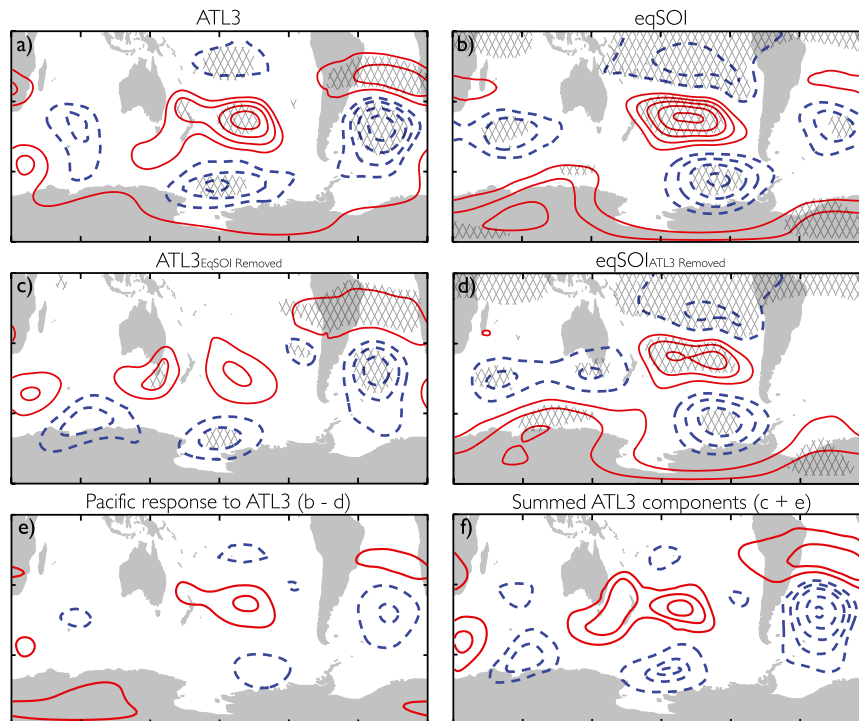 ATL3
eqSOI
a)
b)
ATL3EqSOI Removed
eqSOIATL3 Removed
c)
d)
Pacific response to ATL3 (b - d)
Summed ATL3 components (c + e)
e)
f)